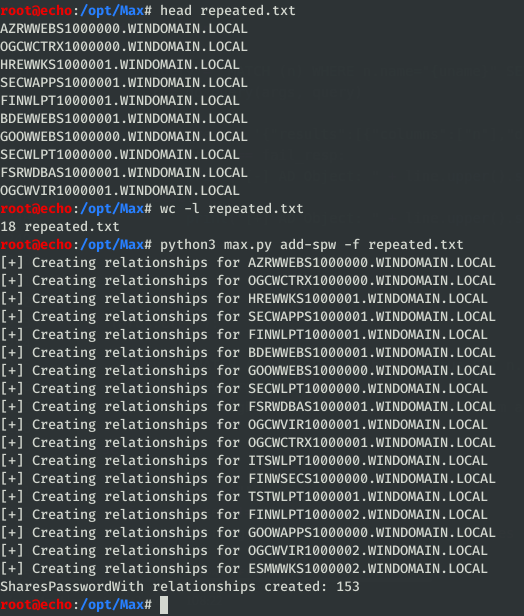 root@echo:/opt/Max# head repeated.txt
AZRWWEBS1000000.WINDOMAIN.LOCAL
OGCWCTRX1000000.WINDOMAIN.LOCAL
HREWWKS1000001.WINDOMAIN.LOCAL
SECWAPPS1000001.WINDOMAIN.LOCAL
FINWLPT1000001.WINDOMAIN.LOCAL
BDEWWEBS1000001.WINDOMAIN.LOCAL
GOOWWEBS1000000.WINDOMAIN.LOCAL
SECWLPT1000000.WINDOMAIN.LOCAL
FSRWDBAS1000001.WINDOMAIN.LOCAL
OGCWVIR1000001.WINDOMAIN.LOCAL
root@echo:/opt/Max# wc -l repeated.txt
18 repeated.txt
root@echo:/opt/Max# python3 max.py add-spw -f repeated.txt
[+] Creating relationships for AZRWWEBS1000000.WINDOMAIN.LOCAL
[+] Creating relationships for OGCWCTRX1000000.WINDOMAIN.LOCAL
[+] Creating relationships for HREWWKS1000001.WINDOMAIN.LOCAL
[+] Creating relationships for SECWAPPS1000001.WINDOMAIN.LOCAL
[+] Creating relationships for FINWLPT1000001.WINDOMAIN.LOCAL
[+] Creating relationships for BDEWWEBS1000001.WINDOMAIN.LOCAL
[+] Creating relationships for GOOWWEBS1000000.WINDOMAIN.LOCAL
[+] Creating relationships for SECWLPT1000000.WINDOMAIN.LOCAL
[+] Creating relationships for FSRWDBAS1000001.WINDOMAIN.LOCAL
[+] Creating relationships for OGCWVIR1000001.WINDOMAIN.LOCAL
[+] Creating relationships for OGCWCTRX1000001.WINDOMAIN.LOCAL
[+] Creating relationships for ITSWLPT1000000.WINDOMAIN.LOCAL
[+] Creating relationships for FINWSECS1000000.WINDOMAIN.LOCAL
[+] Creating relationships for TSTWLPT1000001.WINDOMAIN.LOCAL
[+] Creating relationships for FINWLPT1000002.WINDOMAIN.LOCAL
[+] Creating relationships for GOOWAPPS1000000.WINDOMAIN.LOCAL
[+] Creating relationships for OGCWVIR1000002.WINDOMAIN.LOCAL
[+] Creating relationships for ESMWWKS1000002.WINDOMAIN.LOCAL
SharesPasswordWith relationships created: 153
root@echo:/opt/Max#